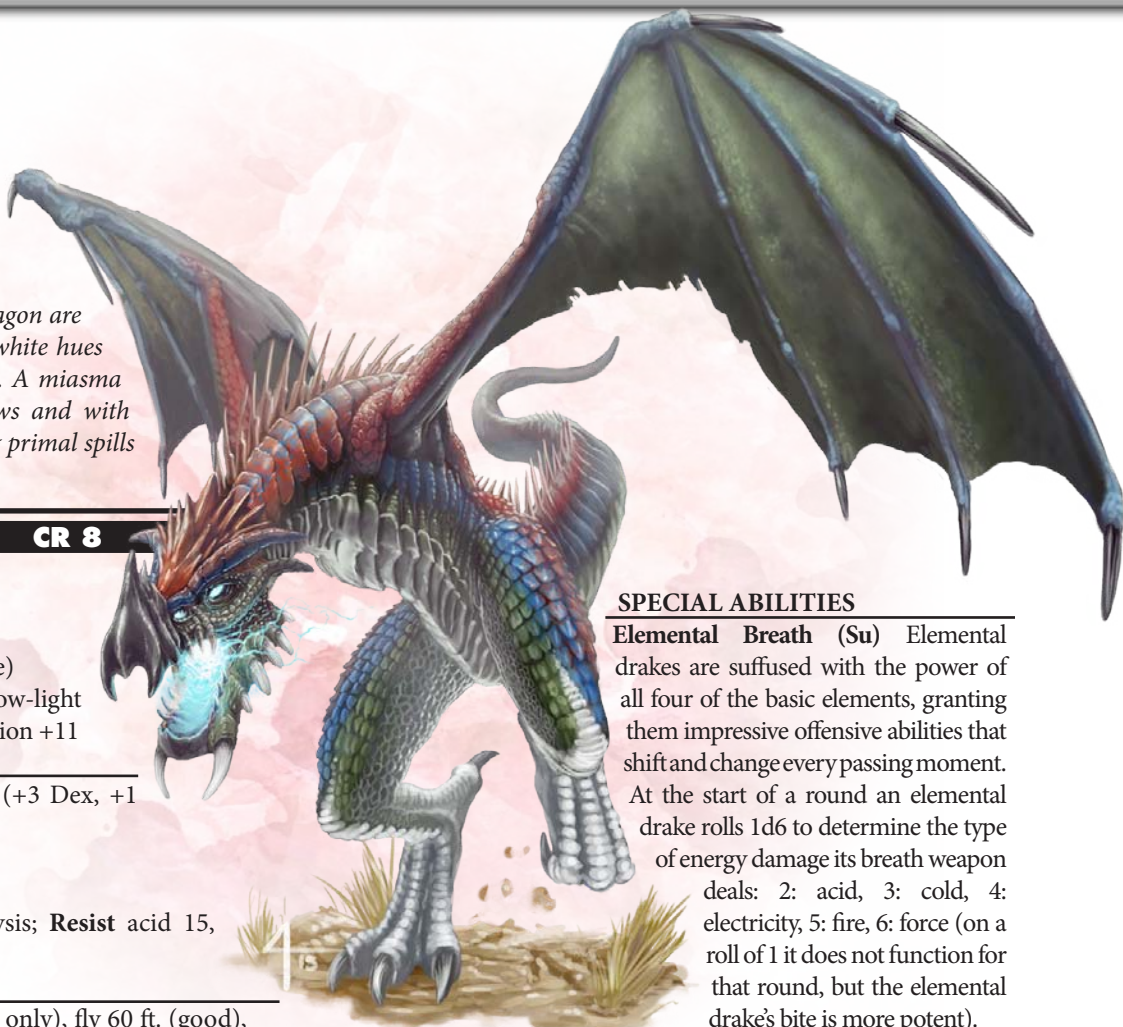 agon are
white hues
. A miasma
ws and with
primal spills
CR 8
e)
ow-light
ion +11
(+3 Dex, +1
ysis; Resist acid 15,
only), fly 60 ft. (good),
SPECIAL ABILITIES
Elemental Breath (Su) Elemental
drakes are suffused with the power of
all four of the basic elements, granting
them impressive offensive abilities that
shift and change every passing moment.
At the start of a round an elemental
drake rolls 1d6 to determine the type
of energy damage its breath weapon
deals: 2: acid, 3: cold, 4:
electricity, 5: fire, 6: force (on a
roll of 1 it does not function for
that round, but the elemental
drake's bite is more potent).